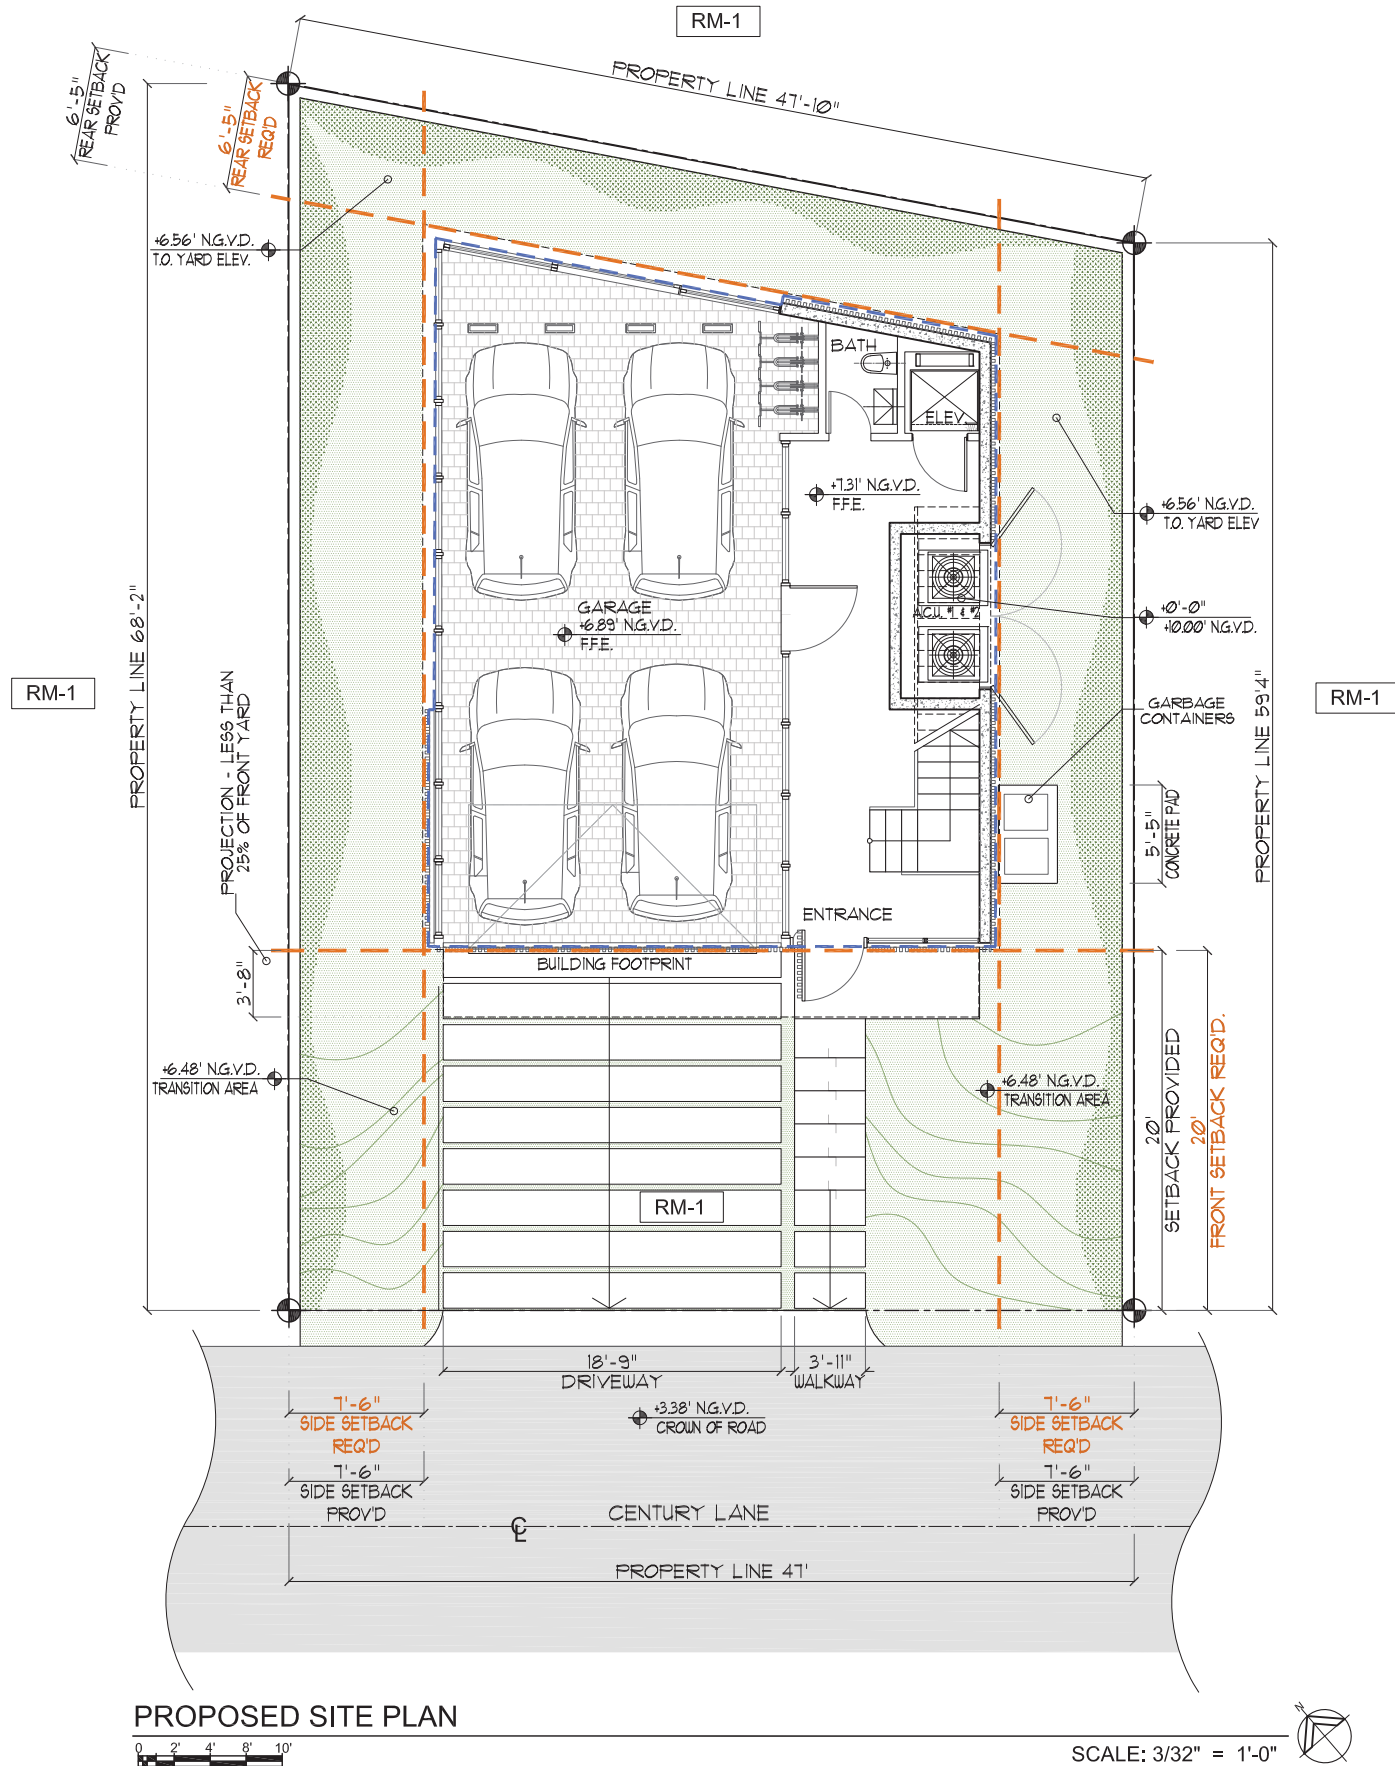 RM-1
PROPERTY LINE 47'-10"
6'-5"
REAR SETBACK
PROV'D
6'-5"
REAR SETBACK
REQ'D
+6.56' N.G.V.D.
T.O. YARD ELEV.
BATH
ELEV.
+7.31' N.G.V.D.
F.F.E.
+6.56' N.G.V.D.
T.O. YARD ELEV
GARAGE
+6.89' N.G.V.D.
F.F.E.
A.C.U. #1 & #2
+0'-0"
+10.00' N.G.V.D.
PROPERTY LINE 68'-2"
RM-1
RM-1
GARBAGE
CONTAINERS
PROJECTION - LESS THAN
25% OF FRONT YARD
PROPERTY LINE 59'4"
5'-5"
CONCRETE PAD
ENTRANCE
BUILDING FOOTPRINT
3'-8"
+6.48' N.G.V.D.
TRANSITION AREA
+6.48' N.G.V.D.
TRANSITION AREA
20'
SETBACK PROVIDED
20'
FRONT SETBACK REQ'D.
RM-1
18'-9"
DRIVEWAY
3'-11"
WALKWAY
7'-6"
SIDE SETBACK
REQ'D
+3.38' N.G.V.D.
CROWN OF ROAD
7'-6"
SIDE SETBACK
REQ'D
7'-6"
SIDE SETBACK
PROV'D
7'-6"
SIDE SETBACK
PROV'D
CENTURY LANE
CL
PROPERTY LINE 47'
PROPOSED SITE PLAN
0 2' 4' 8' 10'
SCALE: 3/32" = 1'-0"
N